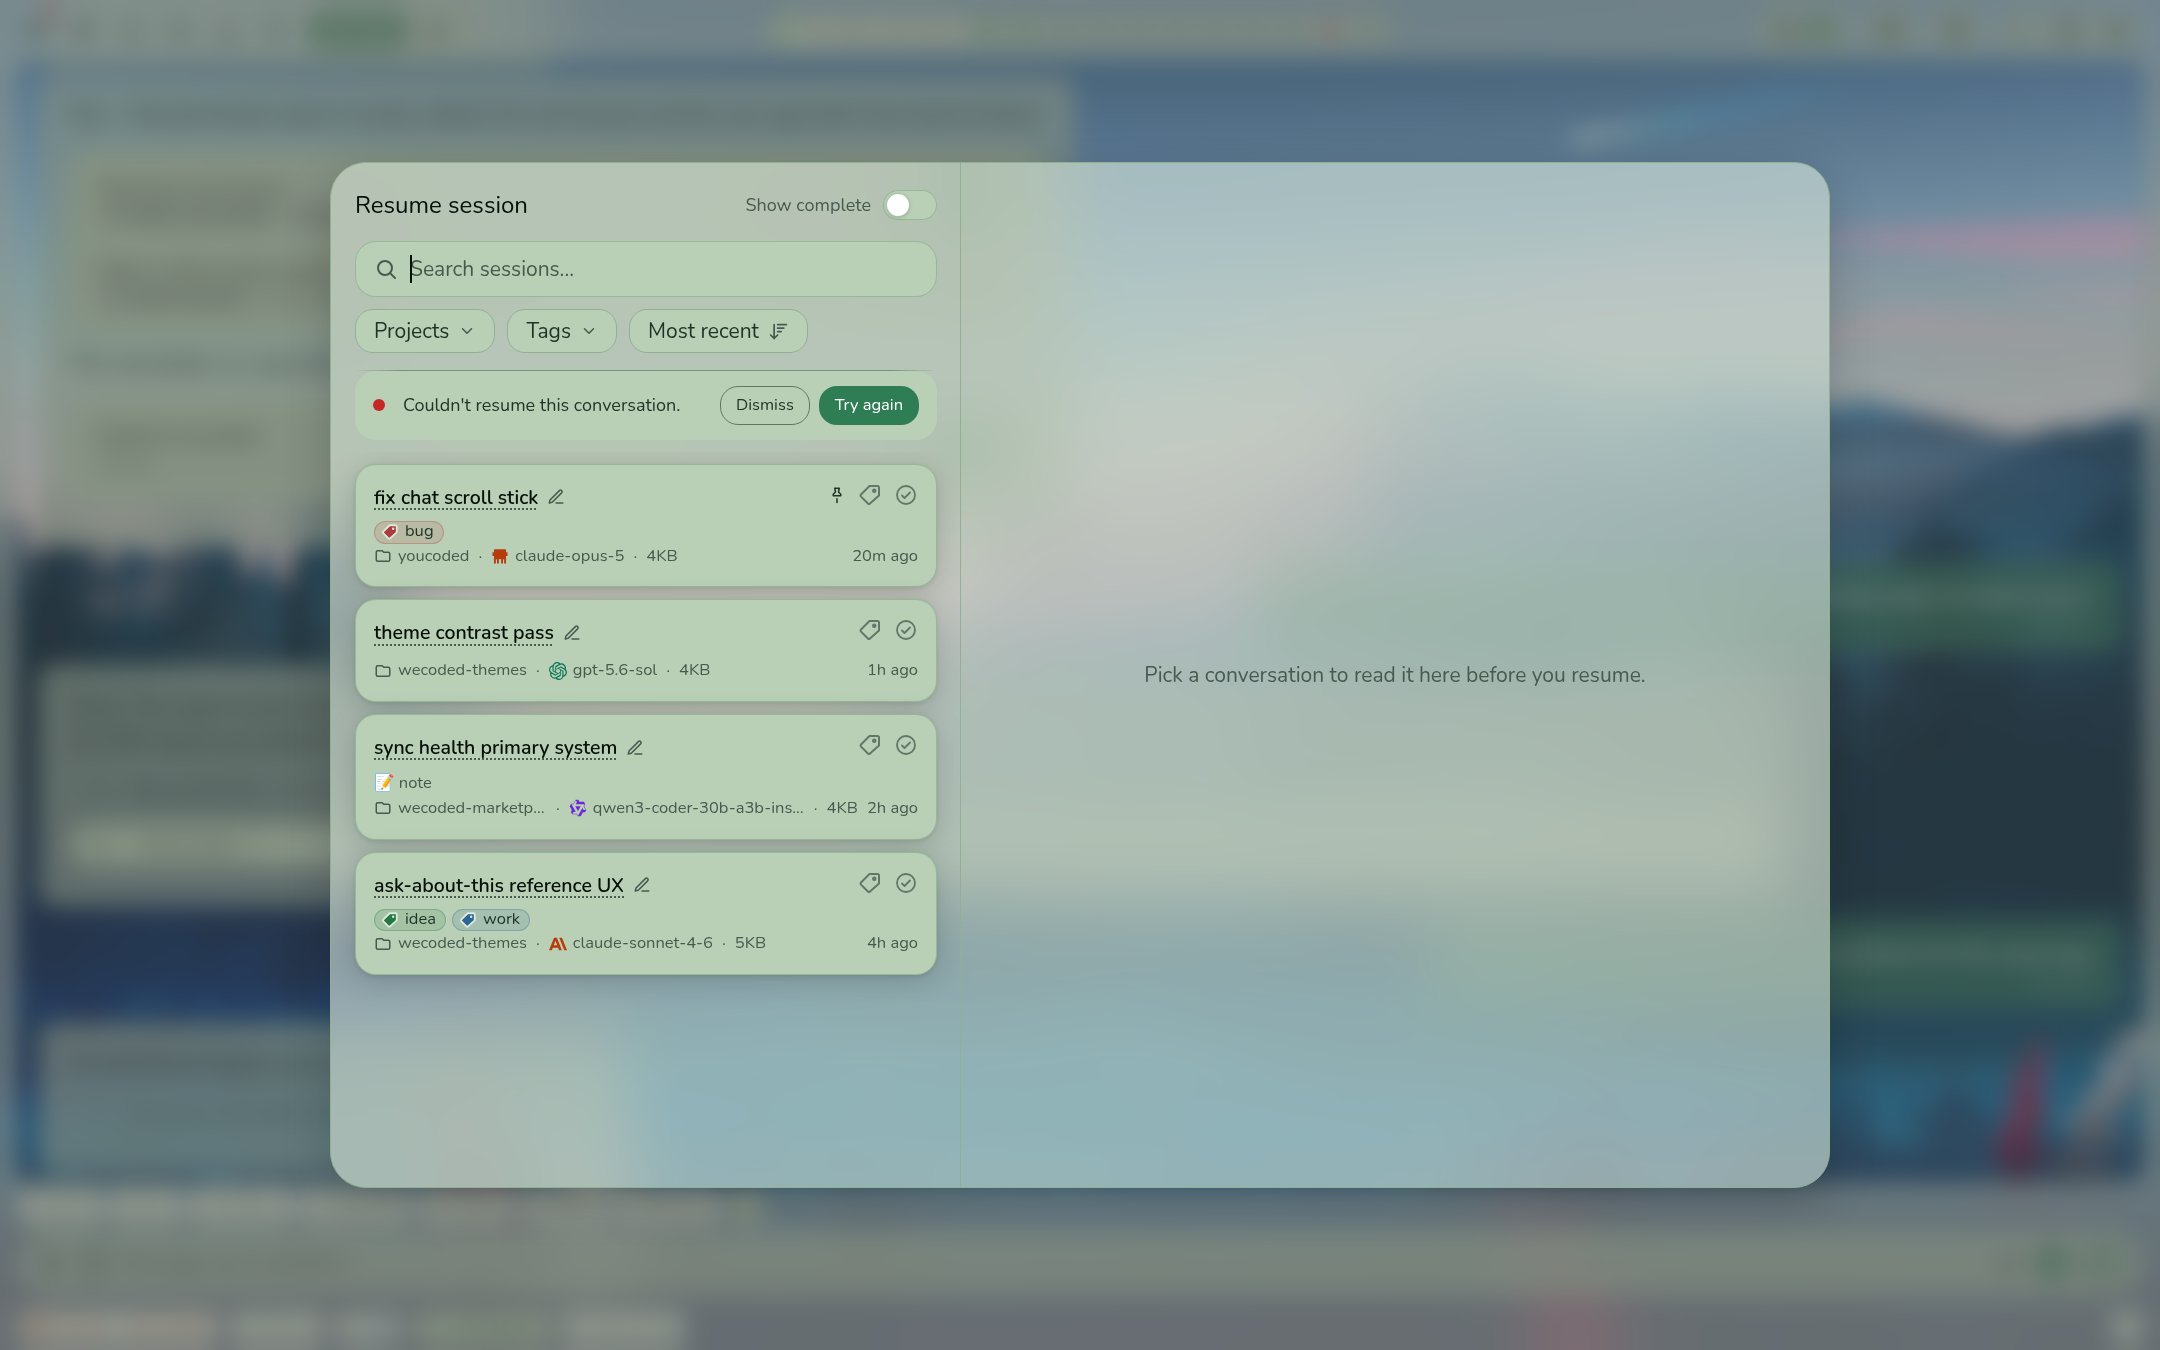 Resume session
Show complete
Search sessions...
Projects
Tags
Most recent
Couldn't resume this conversation.
Dismiss
Try again
fix chat scroll stick
bug
youcoded · claude-opus-5 · 4KB
20m ago
theme contrast pass
wecoded-themes · gpt-5.6-sol · 4KB
1h ago
sync health primary system
note
wecoded-marketp... · qwen3-coder-30b-a3b-ins... · 4KB
2h ago
ask-about-this reference UX
idea
work
wecoded-themes · claude-sonnet-4-6 · 5KB
4h ago
Pick a conversation to read it here before you resume.